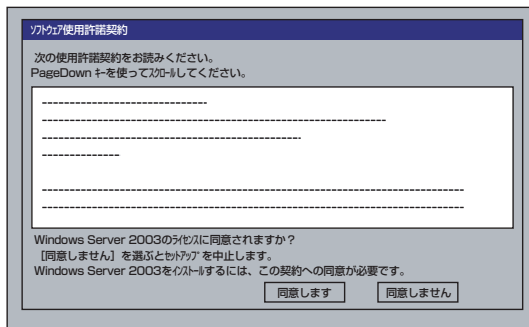 ｿﾌﾄｳｪｱ使用許諾契約
次の使用許諾契約をお読みください。
PageDown ｷｰを使ってｽｸﾛｰﾙしてください。
Windows Server 2003のﾗｲｾﾝｽに同意されますか？
［同意しません］を選ぶとｾｯﾄｱｯﾌﾟを中止します。
Windows Server 2003をｲﾝｽﾄｰﾙするには、この契約への同意が必要です。
同意します
同意しません